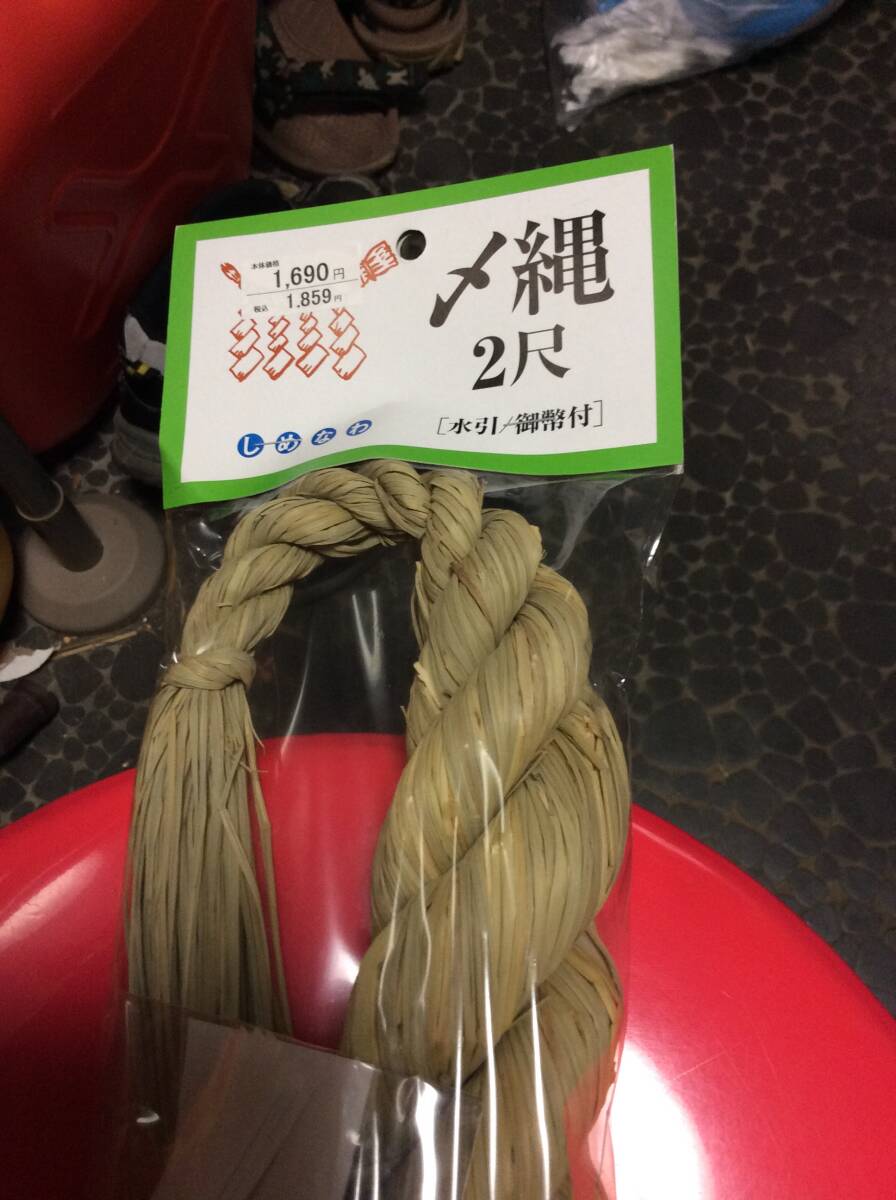 本体価格
1,690円
税込 1.859円
〆縄
2尺
[水引/御幣付]
しめなわ